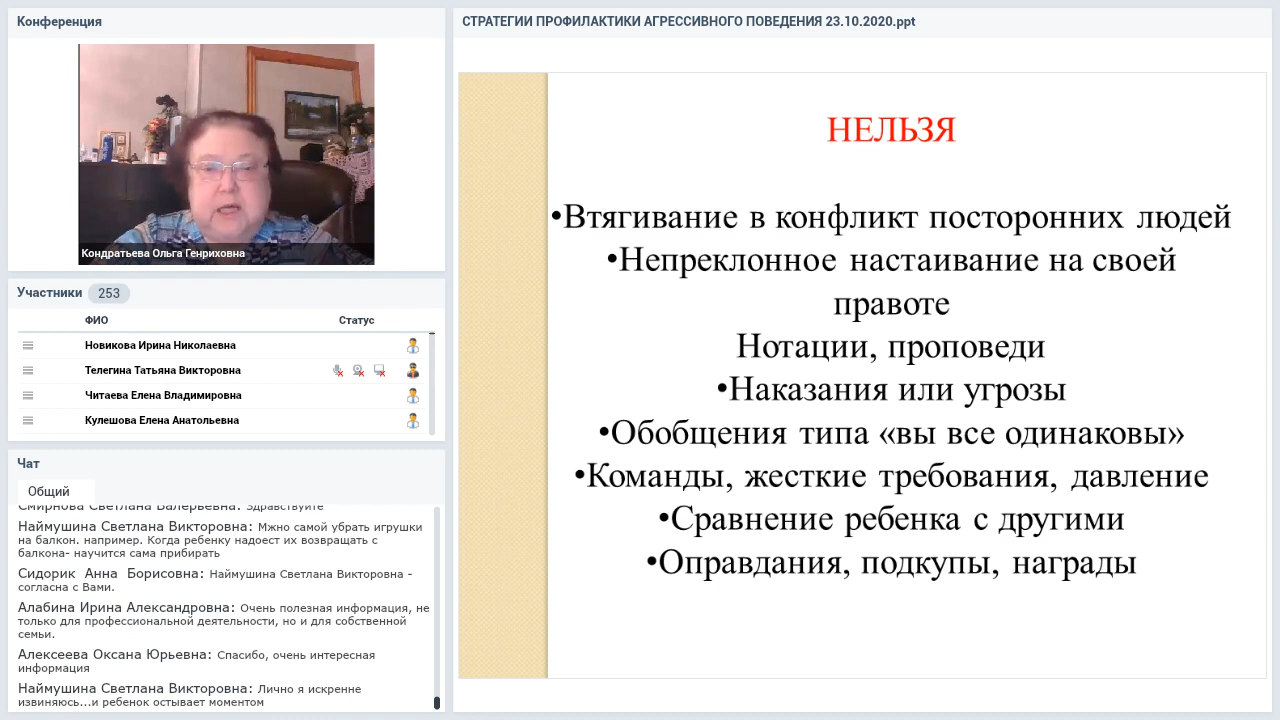 Конференция
Кондратьева Ольга Генриховна
Участники 253
ФИО Статус
Новикова Ирина Николаевна
Телегина Татьяна Викторовна
Читаева Елена Владимировна
Кулешова Елена Анатольевна
Чат
Общий
Смирнова Светлана Валерьевна: Здравствуйте
Наймушина Светлана Викторовна: Мжно самой убрать игрушки
на балкон. например. Когда ребенку надоест их возвращать с
балкона- научится сама прибирать
Сидорик Анна Борисовна: Наймушина Светлана Викторовна -
согласна с Вами.
Алабина Ирина Александровна: Очень полезная информация, не
только для профессиональной деятельности, но и для собственной
семьи.
Алексеева Оксана Юрьевна: Спасибо, очень интересная
информация
Наймушина Светлана Викторовна: Лично я искренне
извиняюсь...и ребенок остывает моментом
СТРАТЕГИИ ПРОФИЛАКТИКИ АГРЕССИВНОГО ПОВЕДЕНИЯ 23.10.2020.ppt
НЕЛЬЗЯ
•Втягивание в конфликт посторонних людей
•Непреклонное настаивание на своей
правоте
Нотации, проповеди
•Наказания или угрозы
•Обобщения типа «вы все одинаковы»
•Команды, жесткие требования, давление
•Сравнение ребенка с другими
•Оправдания, подкупы, награды